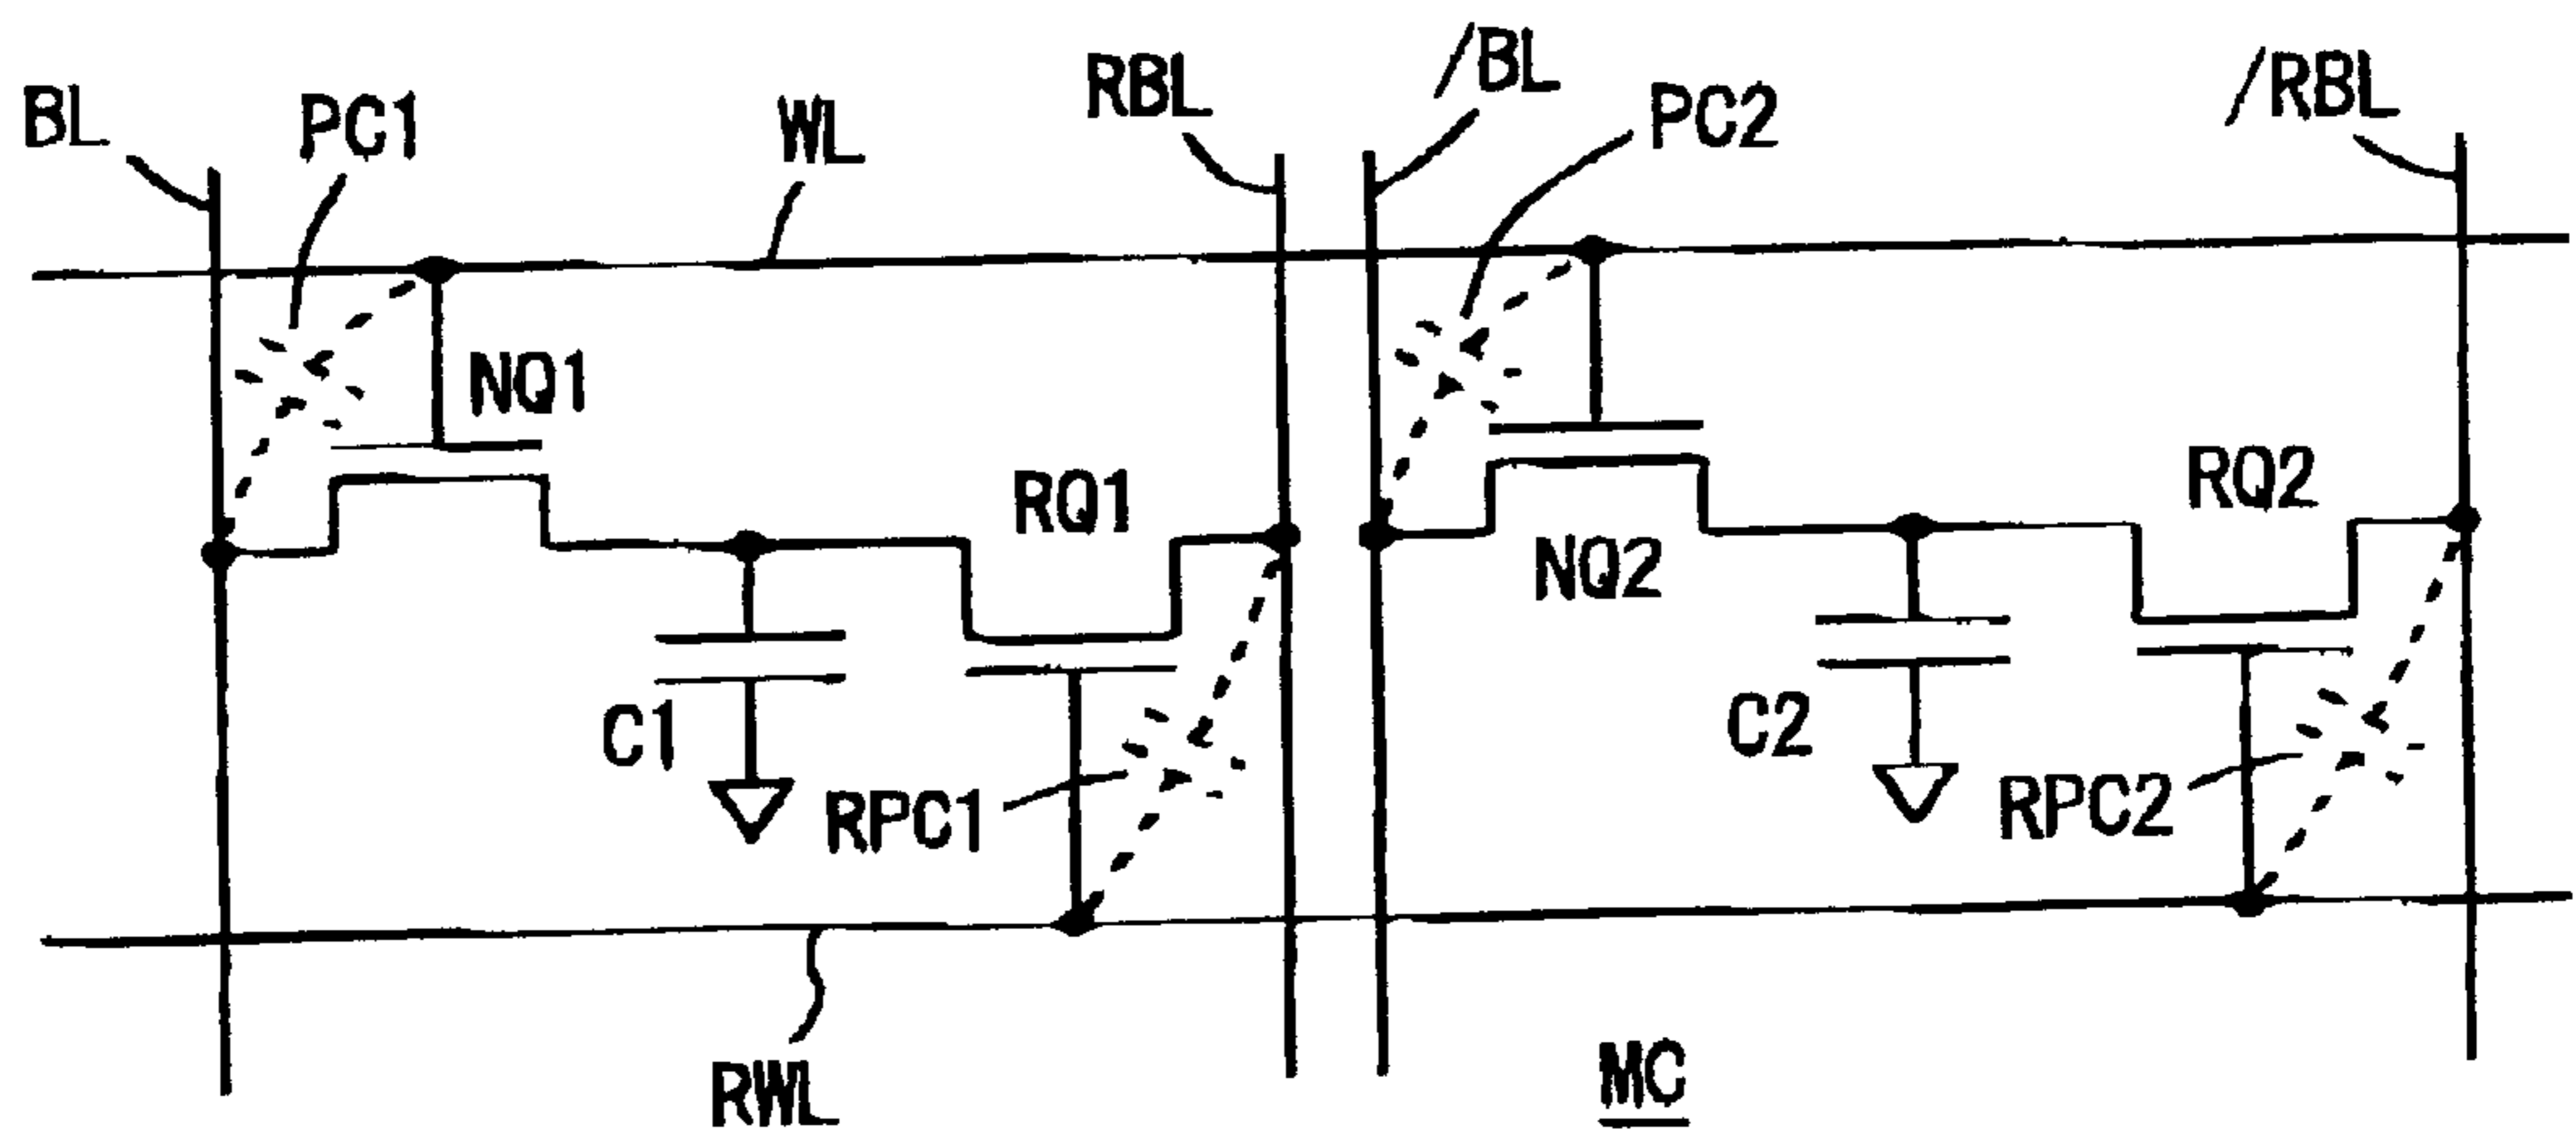 BL
PC1
WL
RBL
/BL
PC2
/RBL
NQ1
RQ1
NQ2
RQ2
C1
RPC1
C2
RPC2
RWL
MC